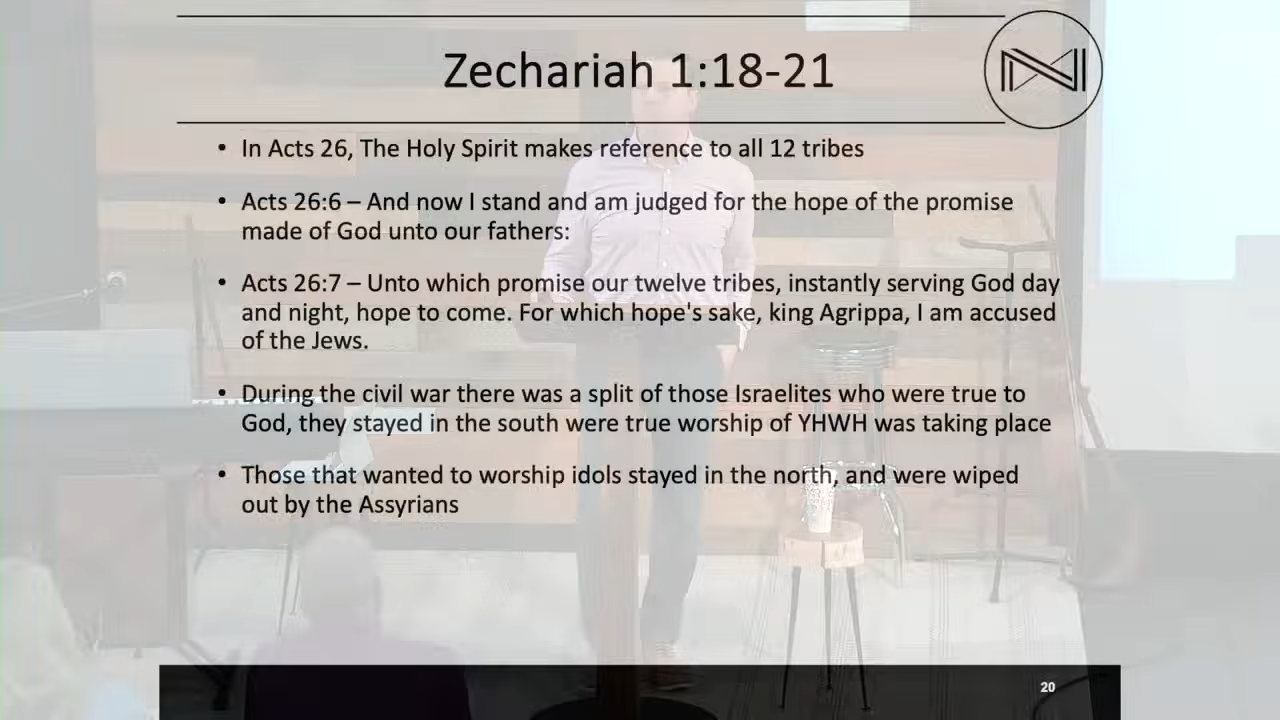 Zechariah 1:18-21
• In Acts 26, The Holy Spirit makes reference to all 12 tribes
• Acts 26:6 – And now I stand and am judged for the hope of the promise
made of God unto our fathers:
• Acts 26:7 – Unto which promise our twelve tribes, instantly serving God day
and night, hope to come. For which hope's sake, king Agrippa, I am accused
of the Jews.
• During the civil war there was a split of those Israelites who were true to
God, they stayed in the south were true worship of YHWH was taking place
• Those that wanted to worship idols stayed in the north, and were wiped
out by the Assyrians
20